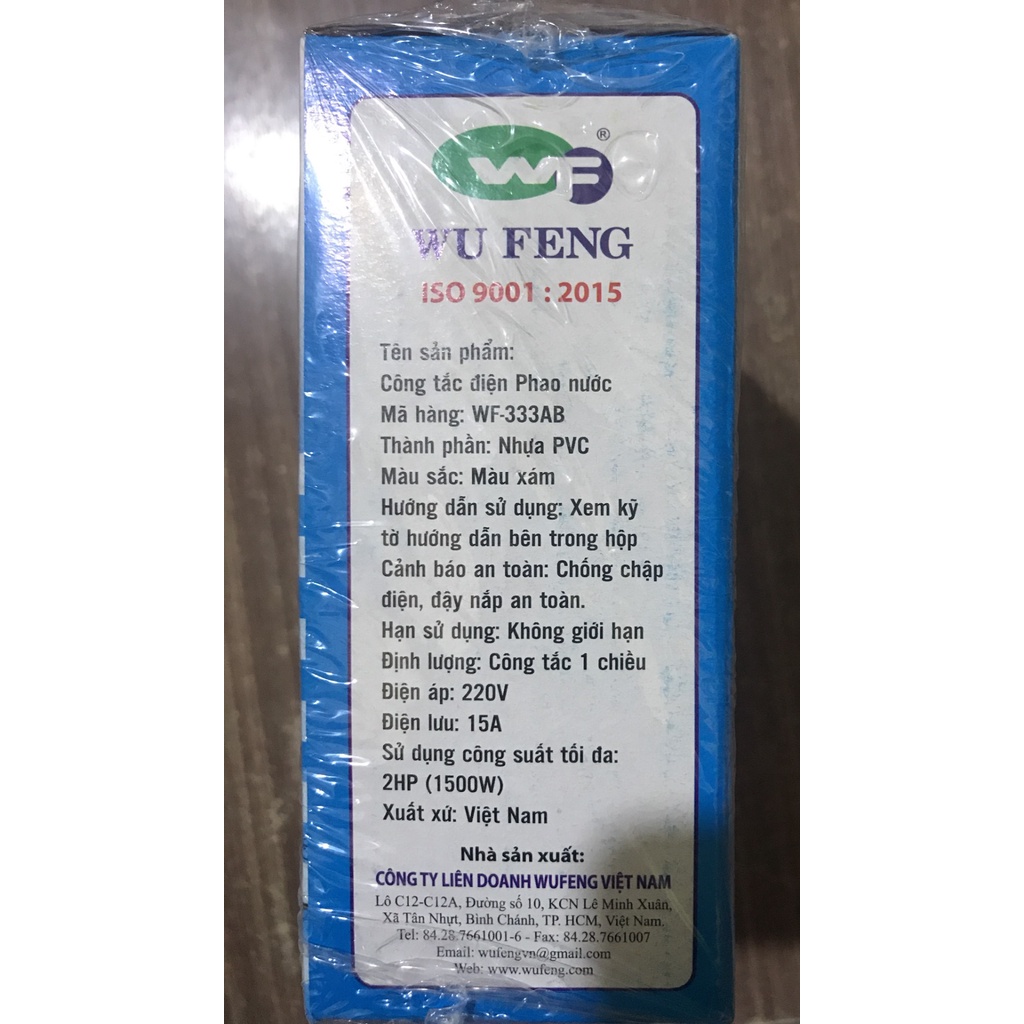 WF®
WU FENG
ISO 9001 : 2015
Tên sản phẩm:
Công tắc điện Phao nước
Mã hàng: WF-333AB
Thành phần: Nhựa PVC
Màu sắc: Màu xám
Hướng dẫn sử dụng: Xem kỹ
tờ hướng dẫn bên trong hộp
Cảnh báo an toàn: Chống chập
điện, đậy nắp an toàn.
Hạn sử dụng: Không giới hạn
Định lượng: Công tắc 1 chiều
Điện áp: 220V
Điện lưu: 15A
Sử dụng công suất tối đa:
2HP (1500W)
Xuất xứ: Việt Nam
Nhà sản xuất:
CÔNG TY LIÊN DOANH WUFENG VIỆT NAM
Lô C12-C12A, Đường số 10, KCN Lê Minh Xuân,
Xã Tân Nhựt, Bình Chánh, TP. HCM, Việt Nam.
Tel: 84.28.7661001-6 - Fax: 84.28.7661007
Email: wufengvn@gmail.com
Web: www.wufeng.com